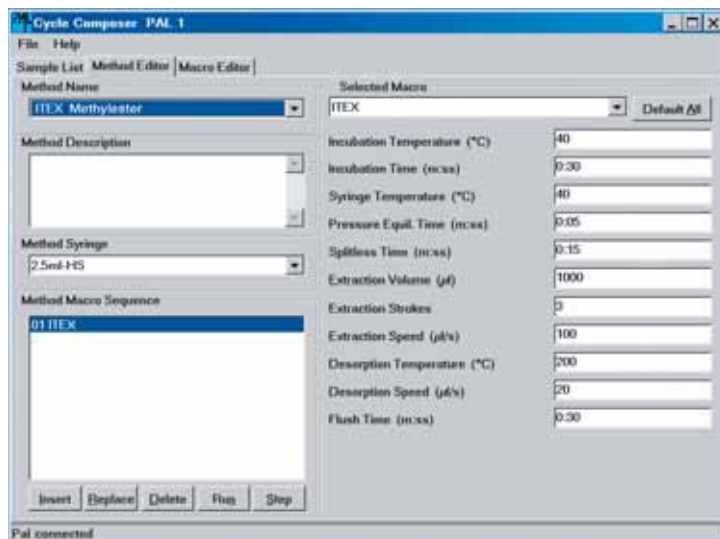 Cycle Composer PAL 1
File Help
Sample List Method Editor Macro Editor
Method Name
ITEX Methylester
Method Description
Method Syringe
2.5ml-HS
Method Macro Sequence
01 ITEX
Insert Replace Delete Run Step
Selected Macro
ITEX Default All
Incubation Temperature (°C) 40
Incubation Time (m:ss) 0:30
Syringe Temperature (°C) 40
Pressure Equil. Time (m:ss) 0:05
Splitless Time (m:ss) 0:15
Extraction Volume (µl) 1000
Extraction Strokes 3
Extraction Speed (µl/s) 100
Desorption Temperature (°C) 200
Desorption Speed (µl/s) 20
Flush Time (m:ss) 0:30
Pal connected